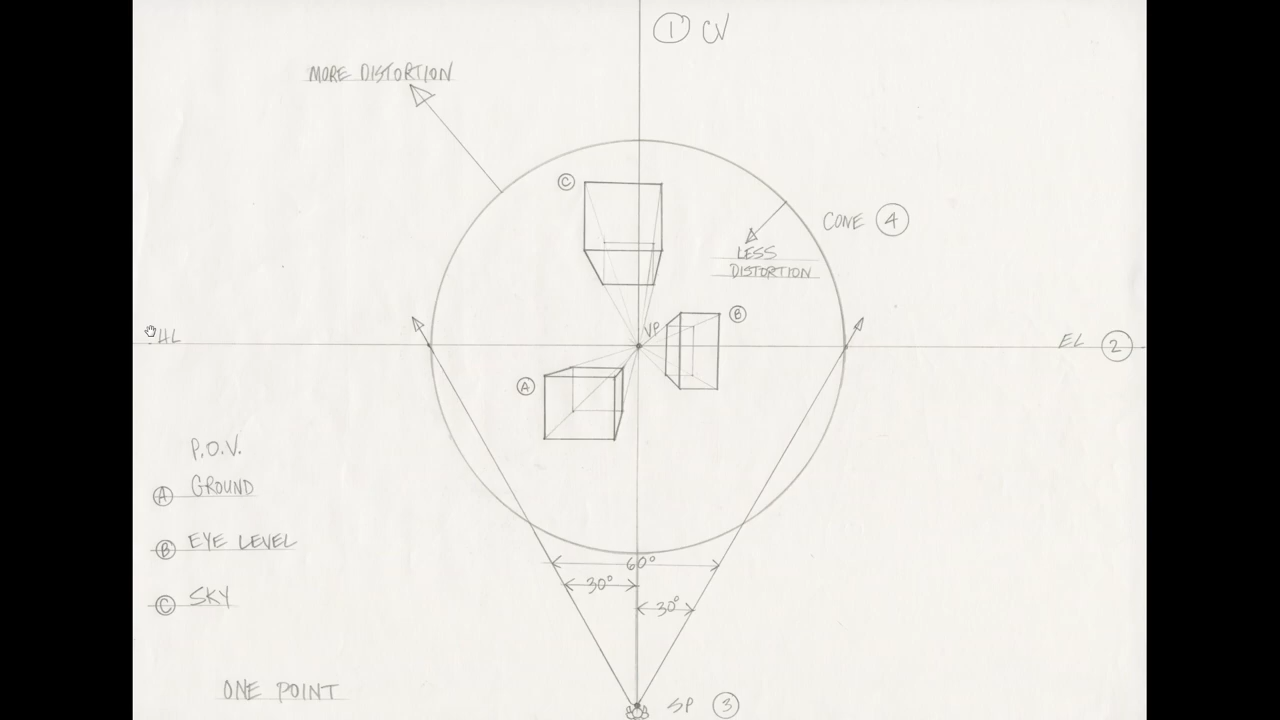 1 CV
MORE DISTORTION
C
CONE 4
LESS
DISTORTION
B
VP
HL
EL 2
A
P.O.V.
A GROUND
B EYE LEVEL
C SKY
60°
30°
30°
ONE POINT
SP 3